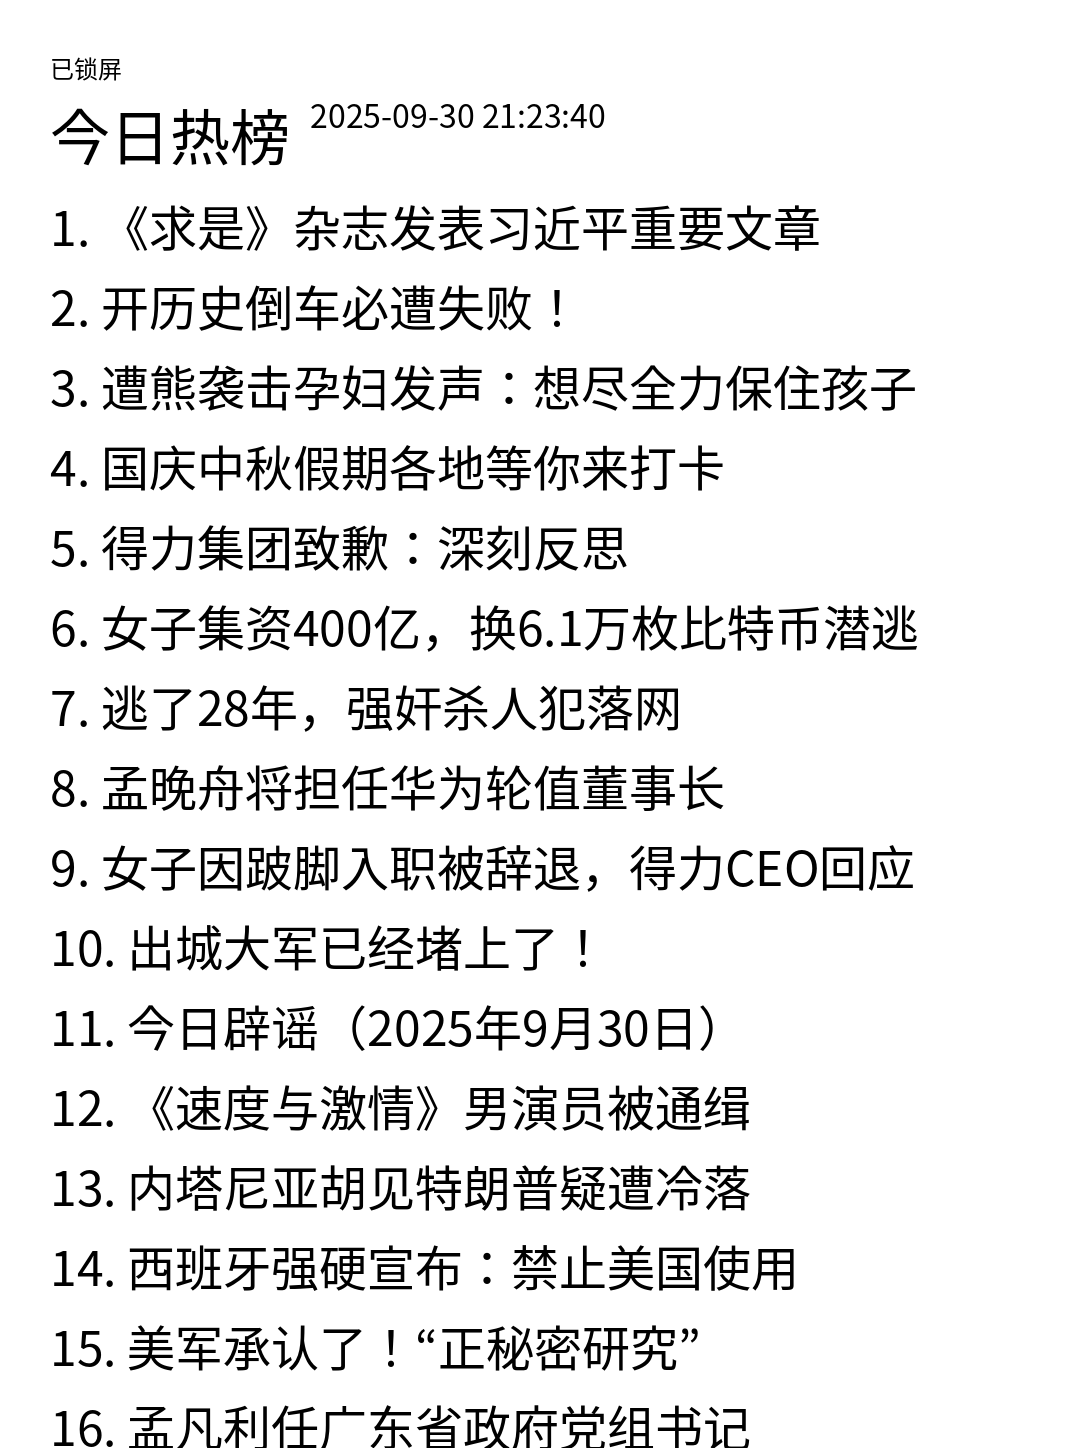 已锁屏
今日热榜 2025-09-30 21:23:40
1. 《求是》杂志发表习近平重要文章
2. 开历史倒车必遭失败！
3. 遭熊袭击孕妇发声：想尽全力保住孩子
4. 国庆中秋假期各地等你来打卡
5. 得力集团致歉：深刻反思
6. 女子集资400亿，换6.1万枚比特币潜逃
7. 逃了28年，强奸杀人犯落网
8. 孟晚舟将担任华为轮值董事长
9. 女子因跛脚入职被辞退，得力CEO回应
10. 出城大军已经堵上了！
11. 今日辟谣（2025年9月30日）
12. 《速度与激情》男演员被通缉
13. 内塔尼亚胡见特朗普疑遭冷落
14. 西班牙强硬宣布：禁止美国使用
15. 美军承认了！“正秘密研究”
16. 孟凡利任广东省政府党组书记